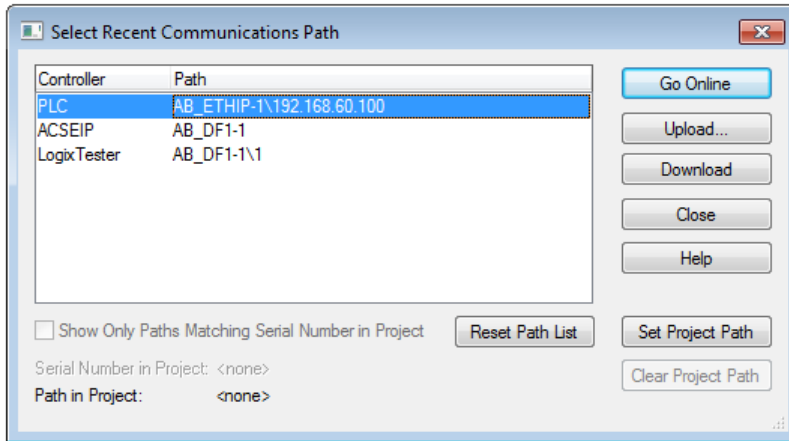 Select Recent Communications Path
Controller Path
PLC AB_ETHIP-1\192.168.60.100
ACSEIP AB_DF1-1
LogixTester AB_DF1-1\1
Go Online
Upload...
Download
Close
Help
Show Only Paths Matching Serial Number in Project
Reset Path List
Set Project Path
Serial Number in Project: <none>
Clear Project Path
Path in Project: <none>